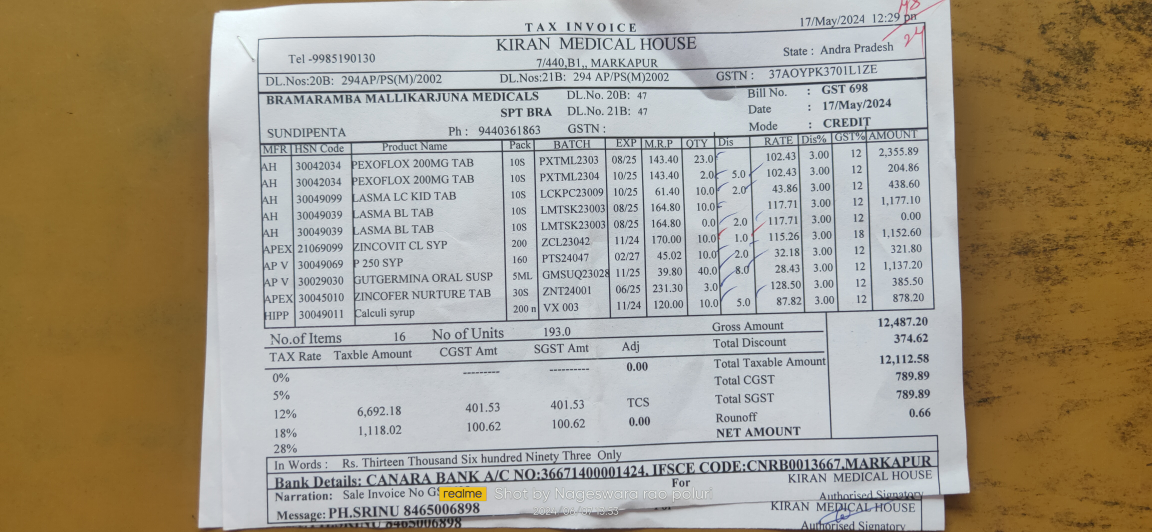 TAX INVOICE
17/May/2024 12:29 pm
Tel -9985190130
KIRAN MEDICAL HOUSE
State : Andra Pradesh
7/440,B1,, MARKAPUR
DL.Nos:20B: 294AP/PS(M)/2002 DL.Nos:21B: 294 AP/PS(M)2002 GSTN : 37AOYPK3701L1ZE
BRAMARAMBA MALLIKARJUNA MEDICALS DL.No. 20B: 47 Bill No. : GST 698
SPT BRA DL.No. 21B: 47 Date : 17/May/2024
SUNDIPENTA Ph : 9440361863 GSTN : Mode : CREDIT
MFR HSN Code Product Name Pack BATCH EXP M.R.P QTY Dis RATE Dis% GST% AMOUNT
AH 30042034 PEXOFLOX 200MG TAB 10S PXTML2303 08/25 143.40 23.0 102.43 3.00 12 2,355.89
AH 30042034 PEXOFLOX 200MG TAB 10S PXTML2304 10/25 143.40 2.0 5.0 102.43 3.00 12 204.86
AH 30049099 LASMA LC KID TAB 10S LCKPC23009 10/25 61.40 10.0 2.0 43.86 3.00 12 438.60
AH 30049039 LASMA BL TAB 10S LMTSK23003 08/25 164.80 10.0 117.71 3.00 12 1,177.10
AH 30049039 LASMA BL TAB 10S LMTSK23003 08/25 164.80 0.0 2.0 117.71 3.00 12 0.00
APEX 21069099 ZINCOVIT CL SYP 200 ZCL23042 11/24 170.00 10.0 1.0 115.26 3.00 18 1,152.60
AP V 30049069 P 250 SYP 160 PTS24047 02/27 45.02 10.0 2.0 32.18 3.00 12 321.80
AP V 30029030 GUTGERMINA ORAL SUSP 5ML GMSUQ23028 11/25 39.80 40.0 8.0 28.43 3.00 12 1,137.20
APEX 30045010 ZINCOFER NURTURE TAB 30S ZNT24001 06/25 231.30 3.0 128.50 3.00 12 385.50
HIPP 30049011 Calculi syrup 200 n VX 003 11/24 120.00 10.0 5.0 87.82 3.00 12 878.20
No.of Items 16 No of Units 193.0 Gross Amount 12,487.20
TAX Rate Taxble Amount CGST Amt SGST Amt Adj Total Discount 374.62
0% --------- ---------- 0.00 Total Taxable Amount 12,112.58
5% Total CGST 789.89
12% 6,692.18 401.53 401.53 TCS Total SGST 789.89
18% 1,118.02 100.62 100.62 0.00 Rounoff 0.66
28% NET AMOUNT
In Words : Rs. Thirteen Thousand Six hundred Ninety Three Only
Bank Details: CANARA BANK A/C NO:36671400001424, IFSCE CODE:CNRB0013667,MARKAPUR
For KIRAN MEDICAL HOUSE
Narration: Sale Invoice No
Authorised Signatory
Message: PH.SRINU 8465006898
KIRAN MEDICAL HOUSE
PH.SRINU 8465006898
Authorised Signatory
realme Shot by Nageswara rao. poluri